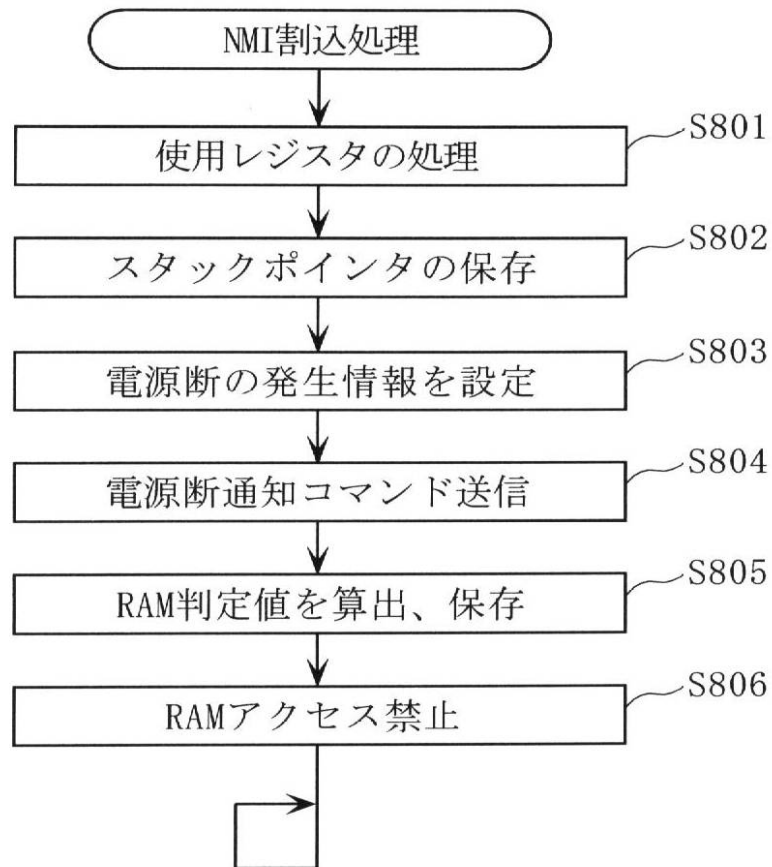 NMI割込処理
使用レジスタの処理
S801
スタックポインタの保存
S802
電源断の発生情報を設定
S803
電源断通知コマンド送信
S804
RAM判定値を算出、保存
S805
RAMアクセス禁止
S806